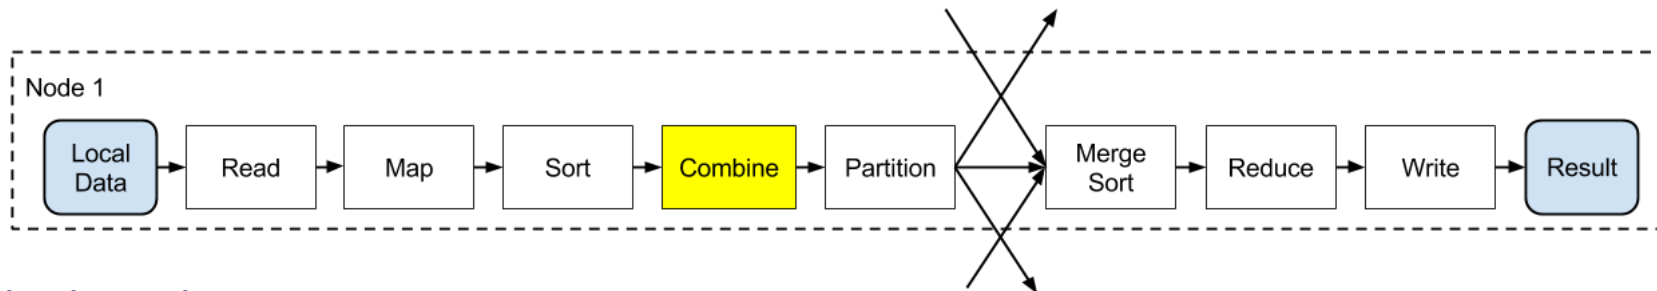 Node 1
Local
Data
Read
Map
Sort
Combine
Partition
Merge
Sort
Reduce
Write
Result